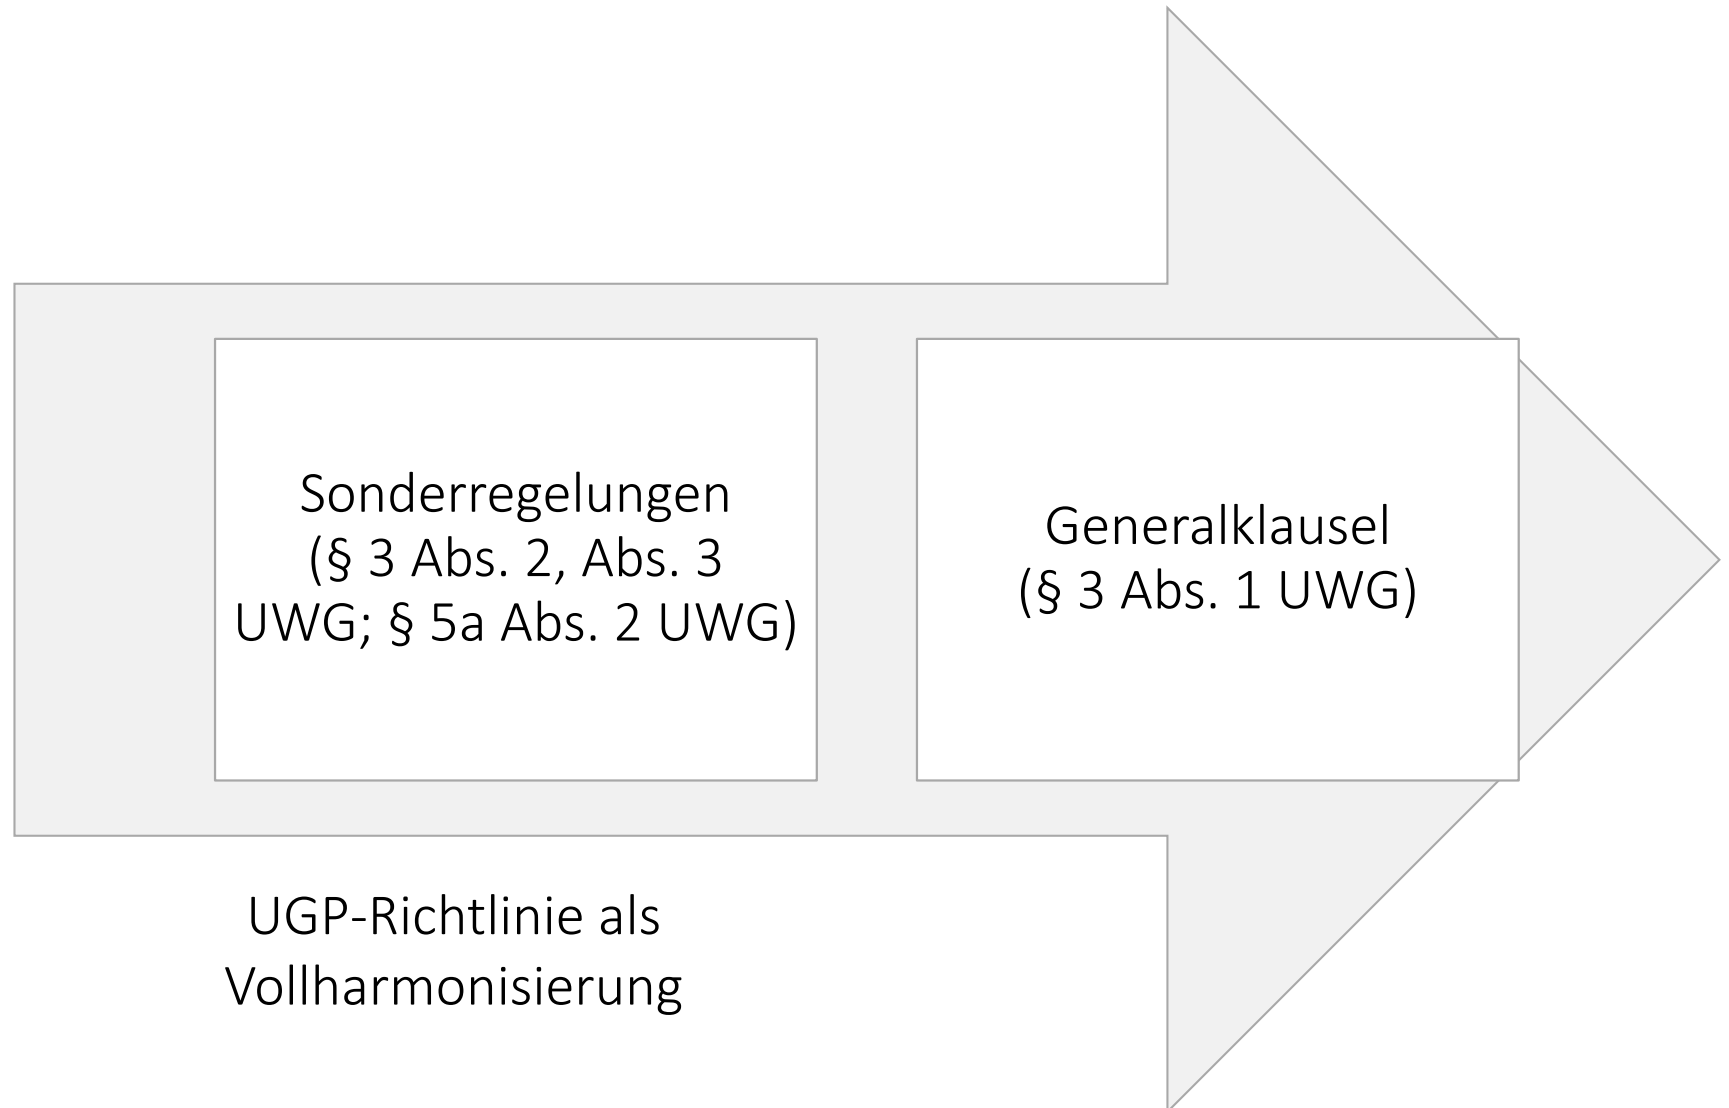 Sonderregelungen
(§ 3 Abs. 2, Abs. 3
UWG; § 5a Abs. 2 UWG)
Generalklausel
(§ 3 Abs. 1 UWG)
UGP-Richtlinie als
Vollharmonisierung